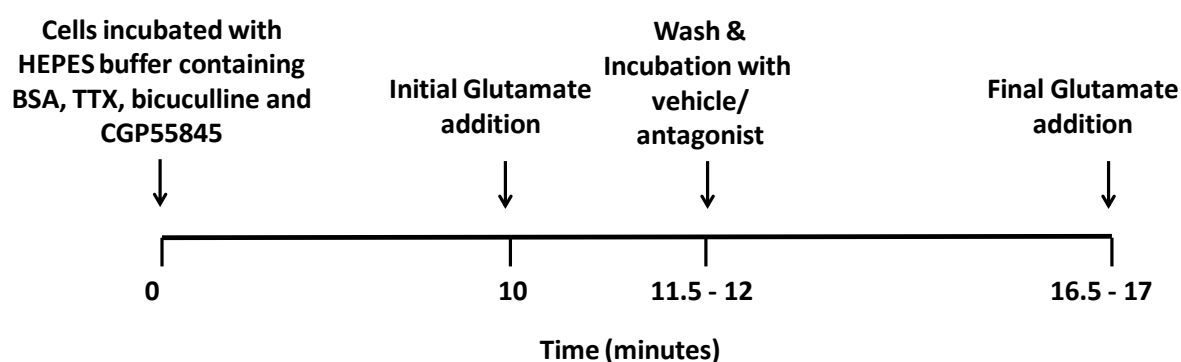 Cells incubated with
HEPES buffer containing
BSA, TTX, bicuculline and
CGP55845
Initial Glutamate
addition
Wash &
Incubation with
vehicle/
antagonist
Final Glutamate
addition
0
10
11.5 - 12
16.5 - 17
Time (minutes)